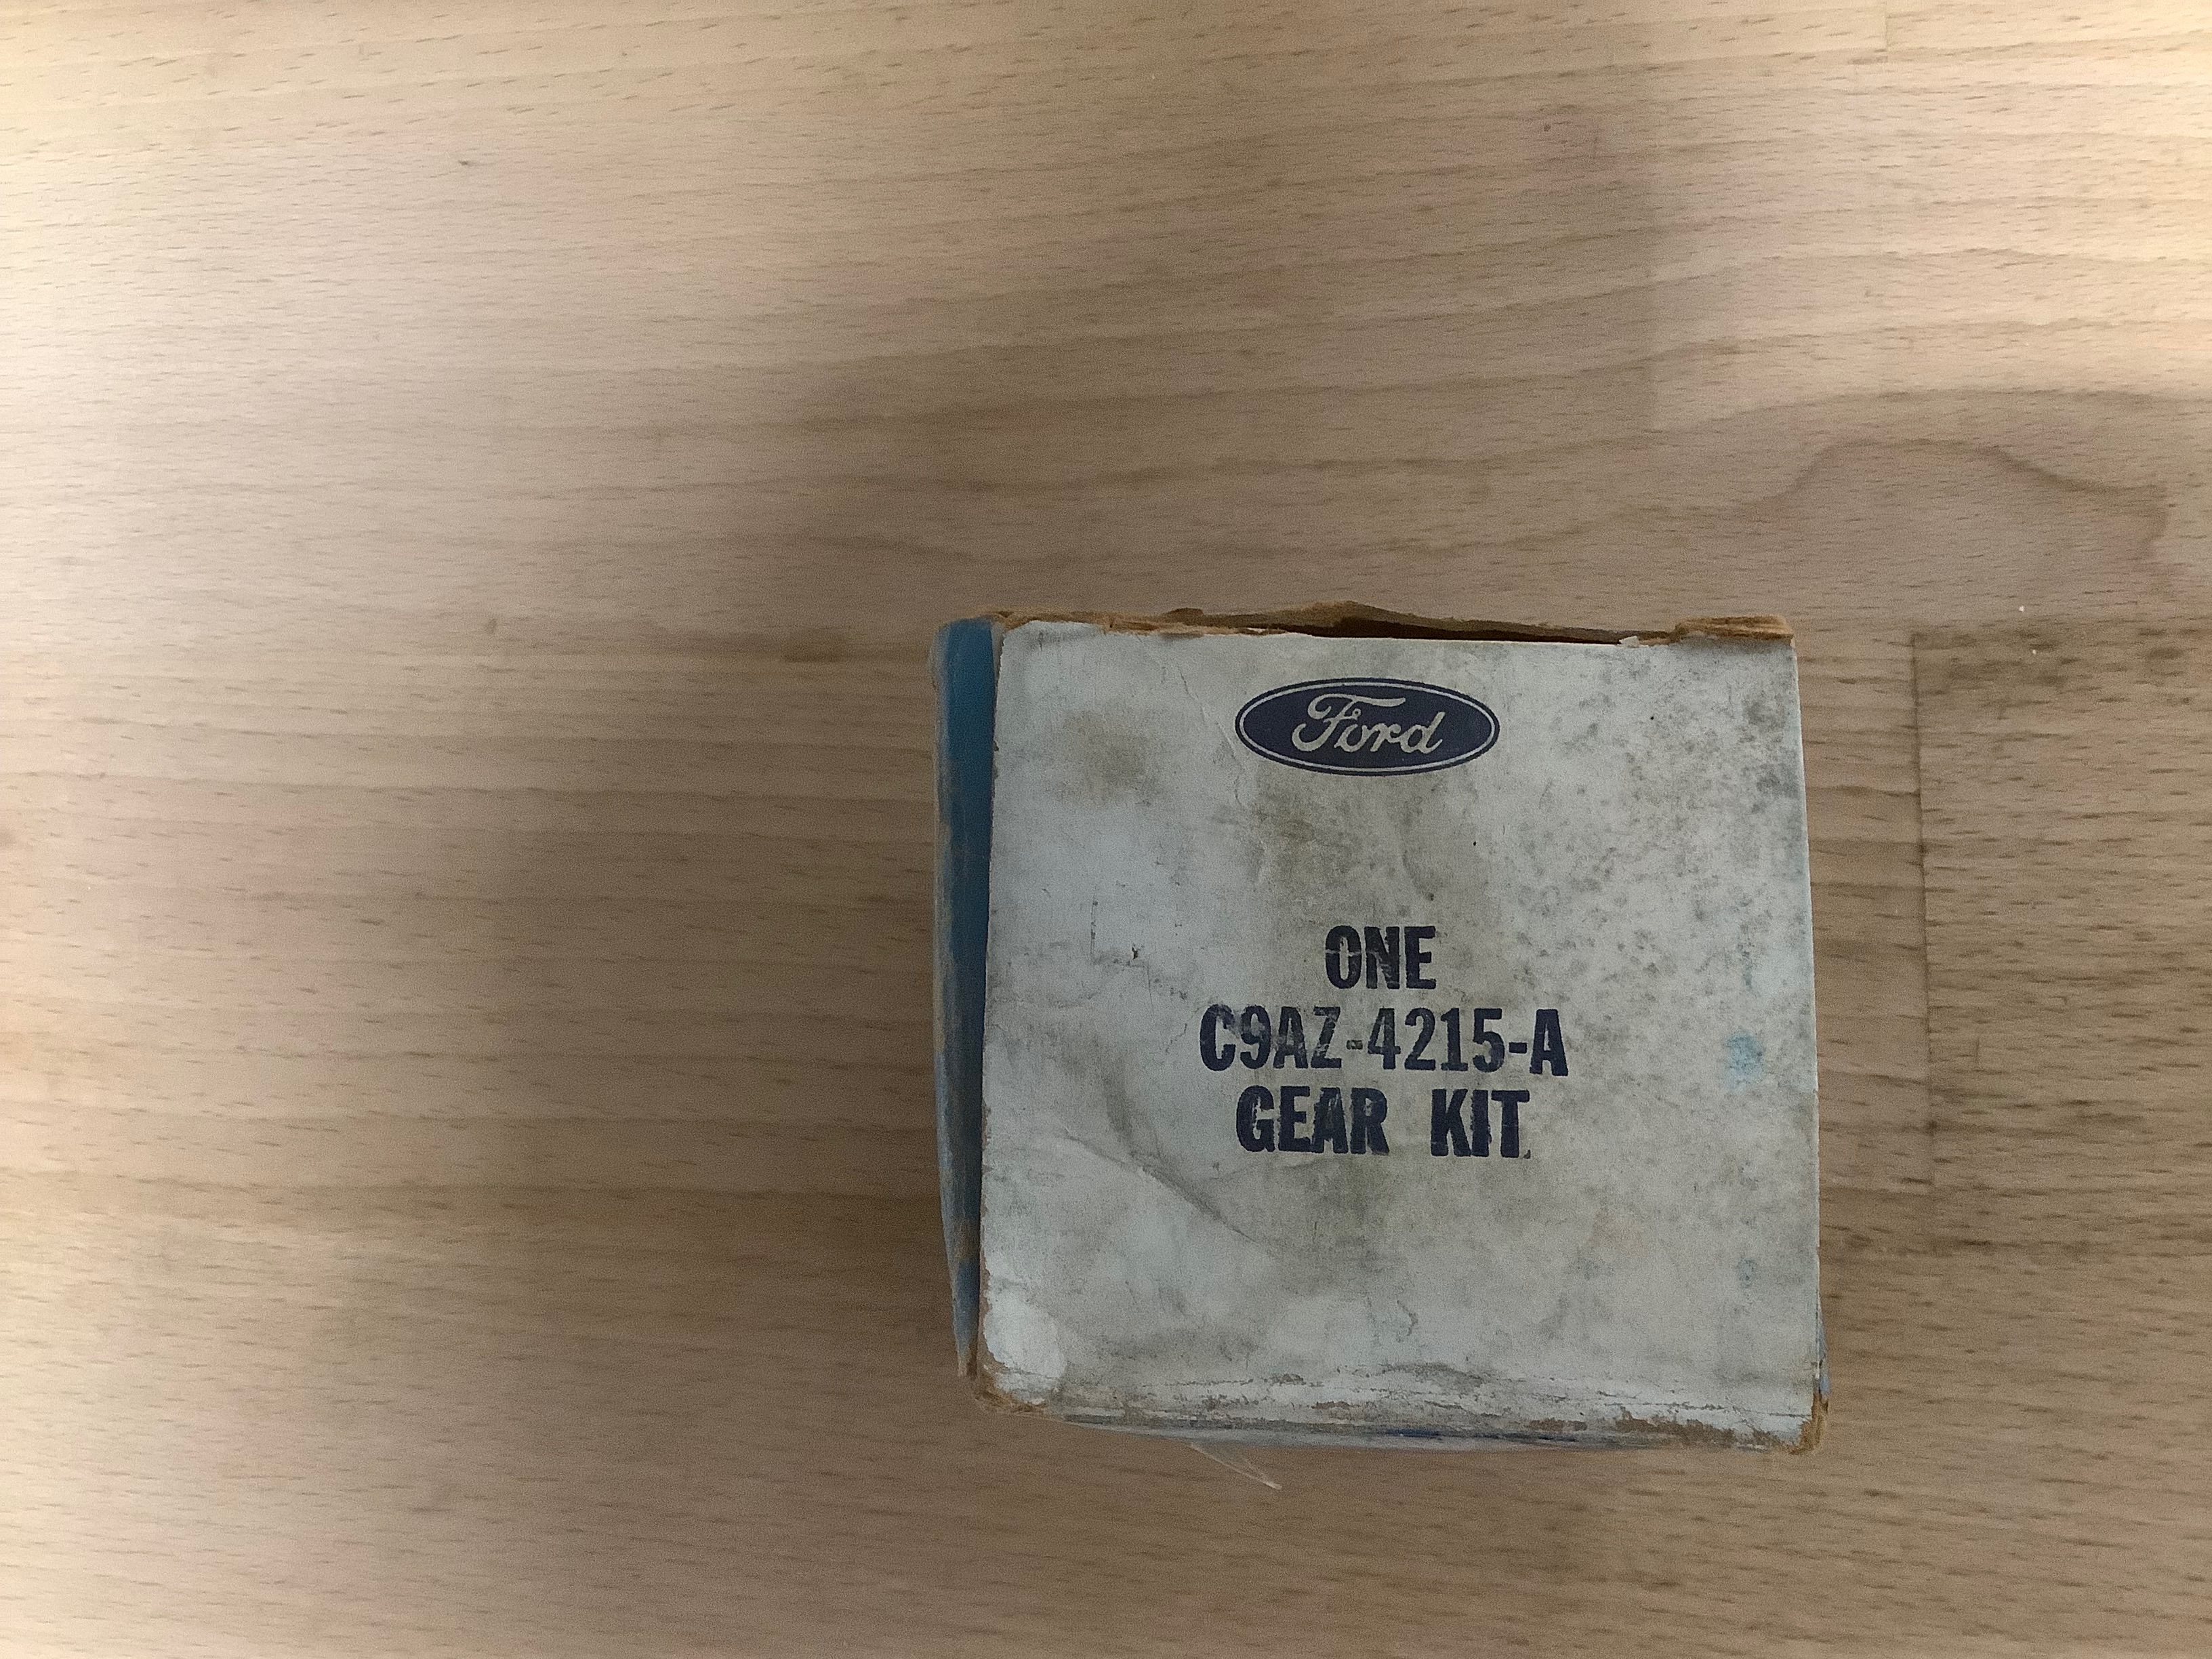 Ford
ONE
C9AZ-4215-A
GEAR KIT